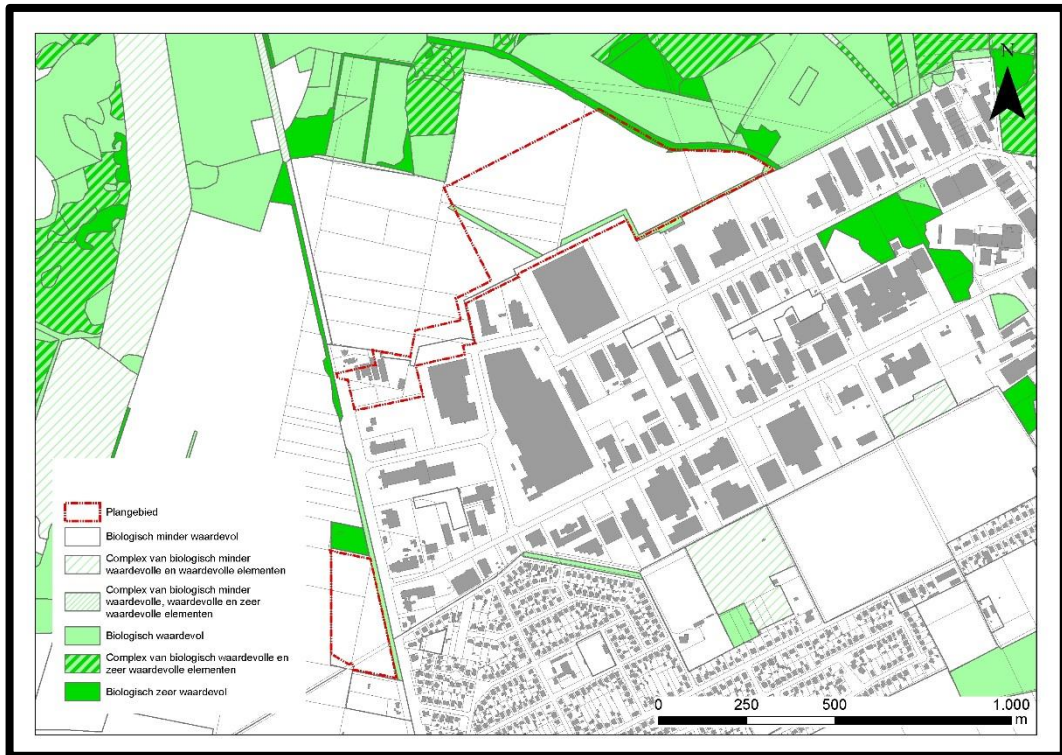 N
Plangebied
Biologisch minder waardevol
Complex van biologisch minder
waardevolle en waardevolle elementen
Complex van biologisch minder
waardevolle, waardevolle en zeer
waardevolle elementen
Biologisch waardevol
Complex van biologisch waardevolle en
zeer waardevolle elementen
Biologisch zeer waardevol
0 250 500 1.000
m